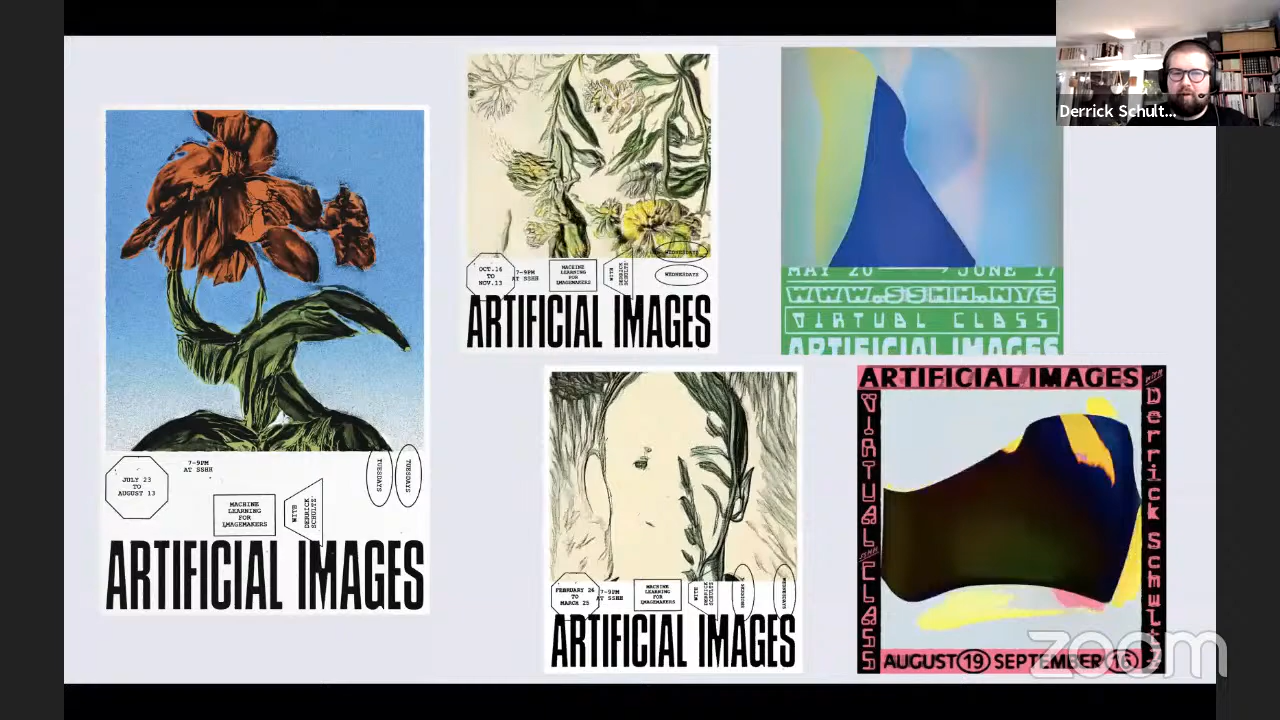 Derrick Schult...
JULY 23
TO
AUGUST 13
7-9PM
AT SSHH
MACHINE
LEARNING
FOR
IMAGEMAKERS
WITH
DERRICK
SCHULTZ
TUESDAYS
TUESDAYS
ARTIFICIAL IMAGES
OCT.16
TO
NOV.13
7-9PM
AT SSHH
MACHINE
LEARNING
FOR
IMAGEMAKERS
WITH
DERRICK
SCHULTZ
WEDNESDAYS
WEDNESDAYS
ARTIFICIAL IMAGES
MAY 20 → JUNE 17
WWW.SSHH.NYC
VIRTUAL CLASS
ARTIFICIAL IMAGES
FEBRUARY 26
TO
MARCH 25
7-9PM
AT SSHH
MACHINE
LEARNING
FOR
IMAGEMAKERS
WITH
DERRICK
SCHULTZ
ARTIFICIAL IMAGES
ARTIFICIAL IMAGES
VIRTUAL
SSHH
CLASS
WITH
Derrick Schultz
AUGUST 19 SEPTEMBER 16
zoom